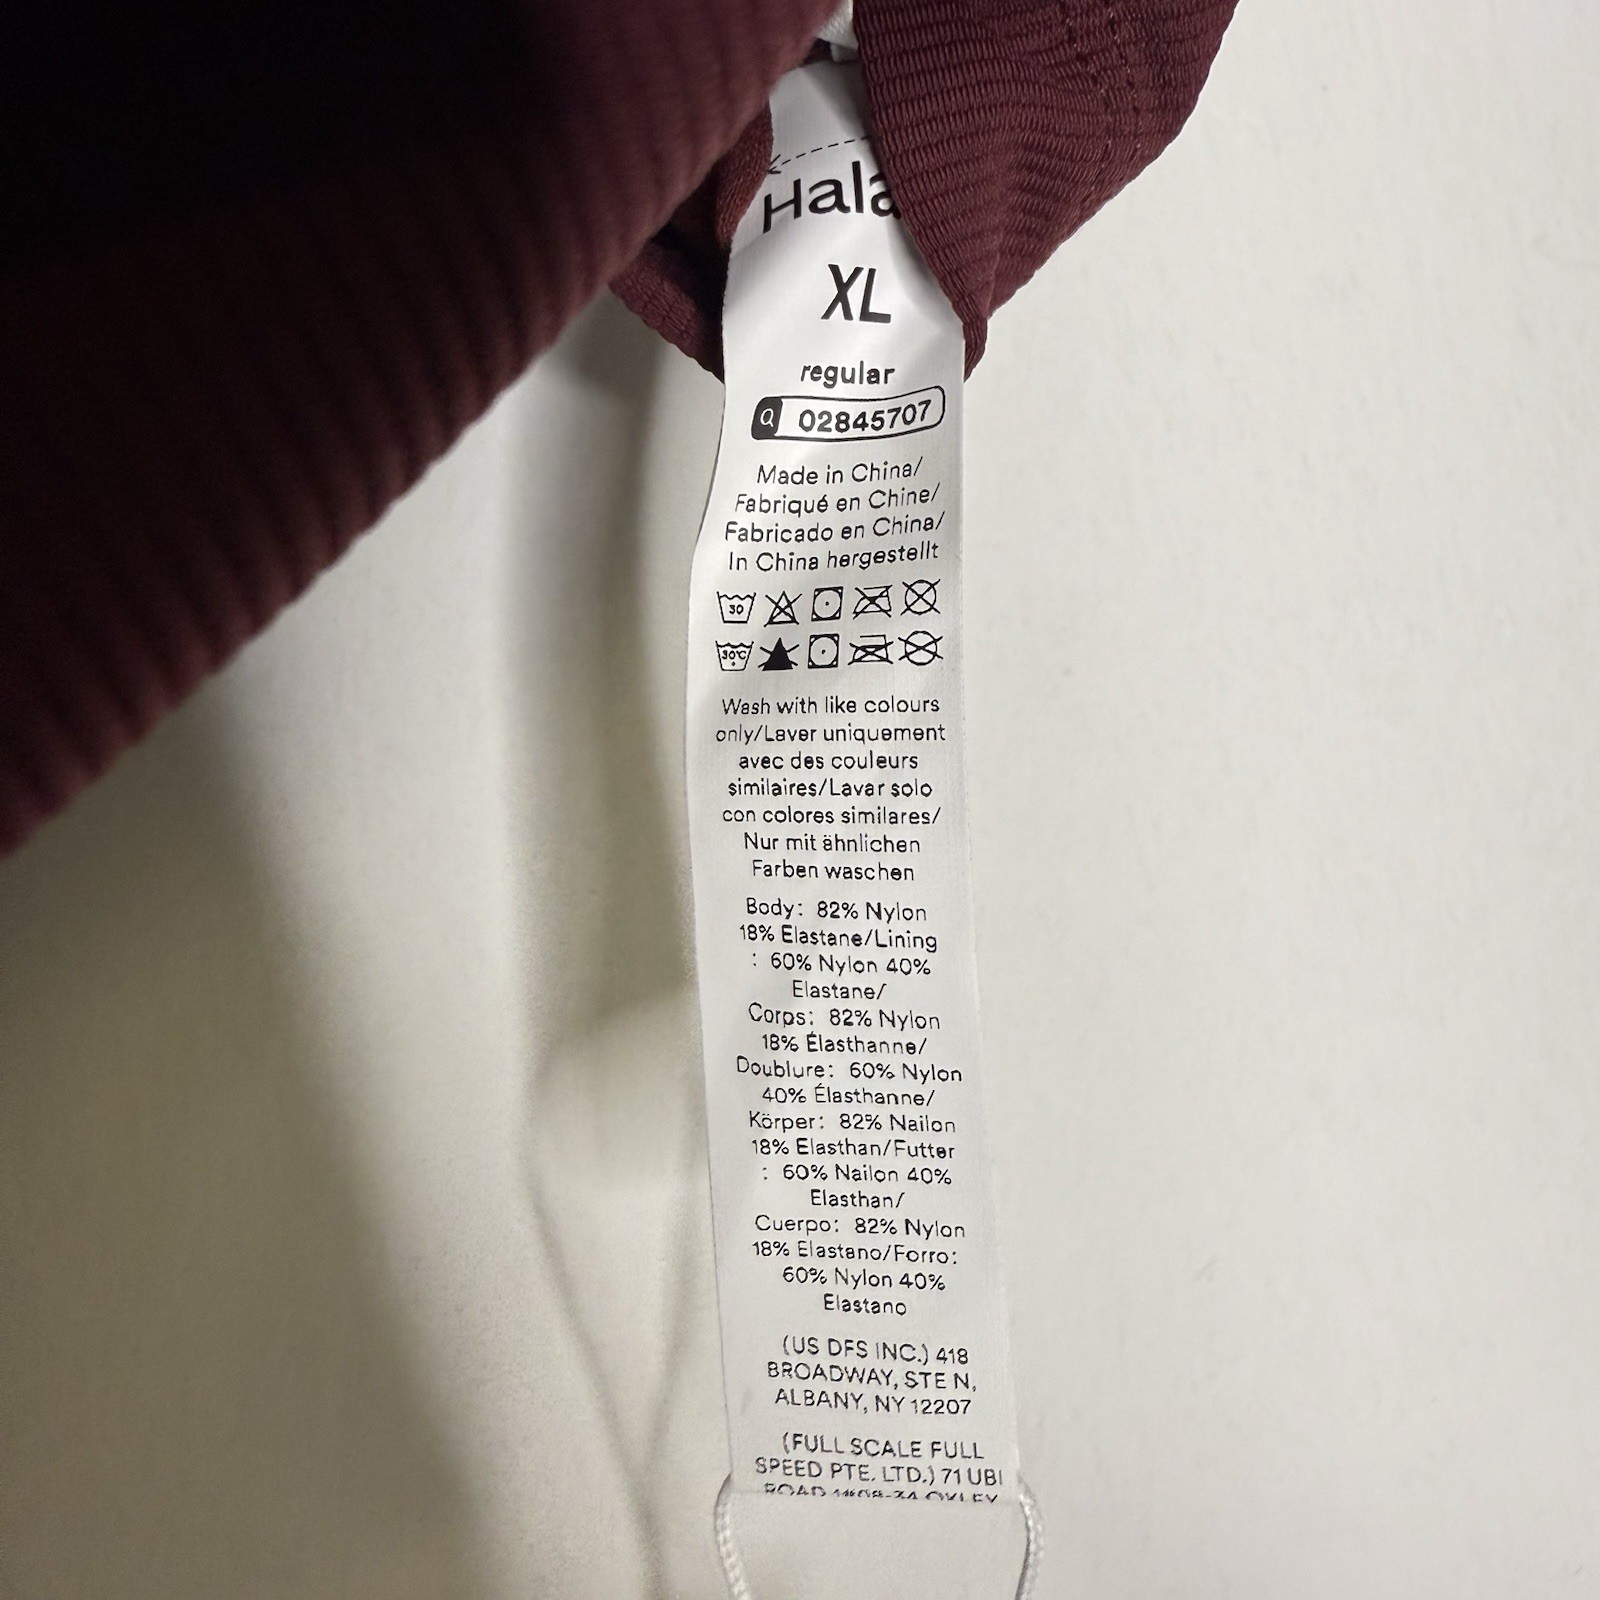 Hala
XL
regular
02845707
Made in China/
Fabriqué en Chine/
Fabricado en China/
In China hergestellt
30
30°C
Wash with like colours
only/Laver uniquement
avec des couleurs
similaires/Lavar solo
con colores similares/
Nur mit ähnlichen
Farben waschen
Body: 82% Nylon
18% Elastane/Lining
: 60% Nylon 40%
Elastane/
Corps: 82% Nylon
18% Élasthanne/
Doublure: 60% Nylon
40% Élasthanne/
Körper: 82% Nailon
18% Elasthan/Futter
: 60% Nailon 40%
Elasthan/
Cuerpo: 82% Nylon
18% Elastano/Forro:
60% Nylon 40%
Elastano
(US DFS INC.) 418
BROADWAY, STE N,
ALBANY, NY 12207
(FULL SCALE FULL
SPEED PTE. LTD.) 71 UBI
ROAD